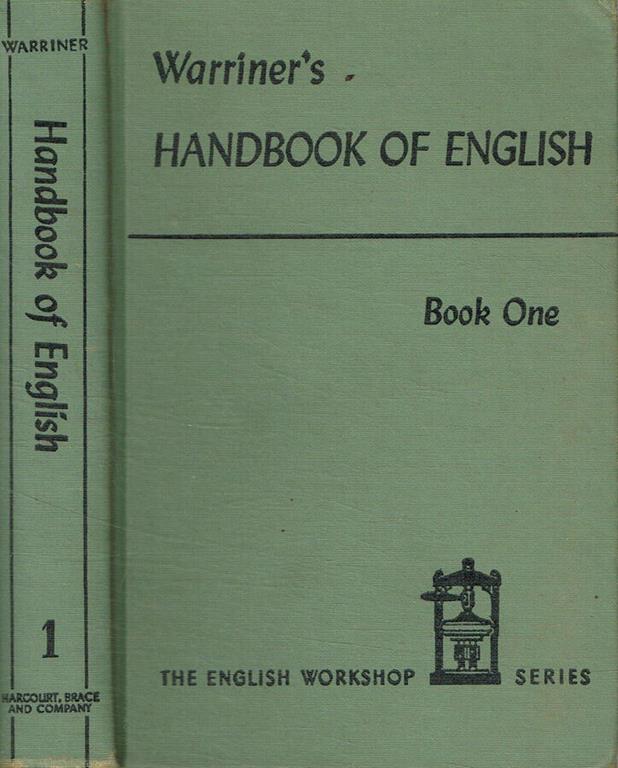 WARRINER
Handbook of English
1
HARCOURT, BRACE
AND COMPANY
Warriner's
HANDBOOK OF ENGLISH
Book One
THE ENGLISH WORKSHOP SERIES